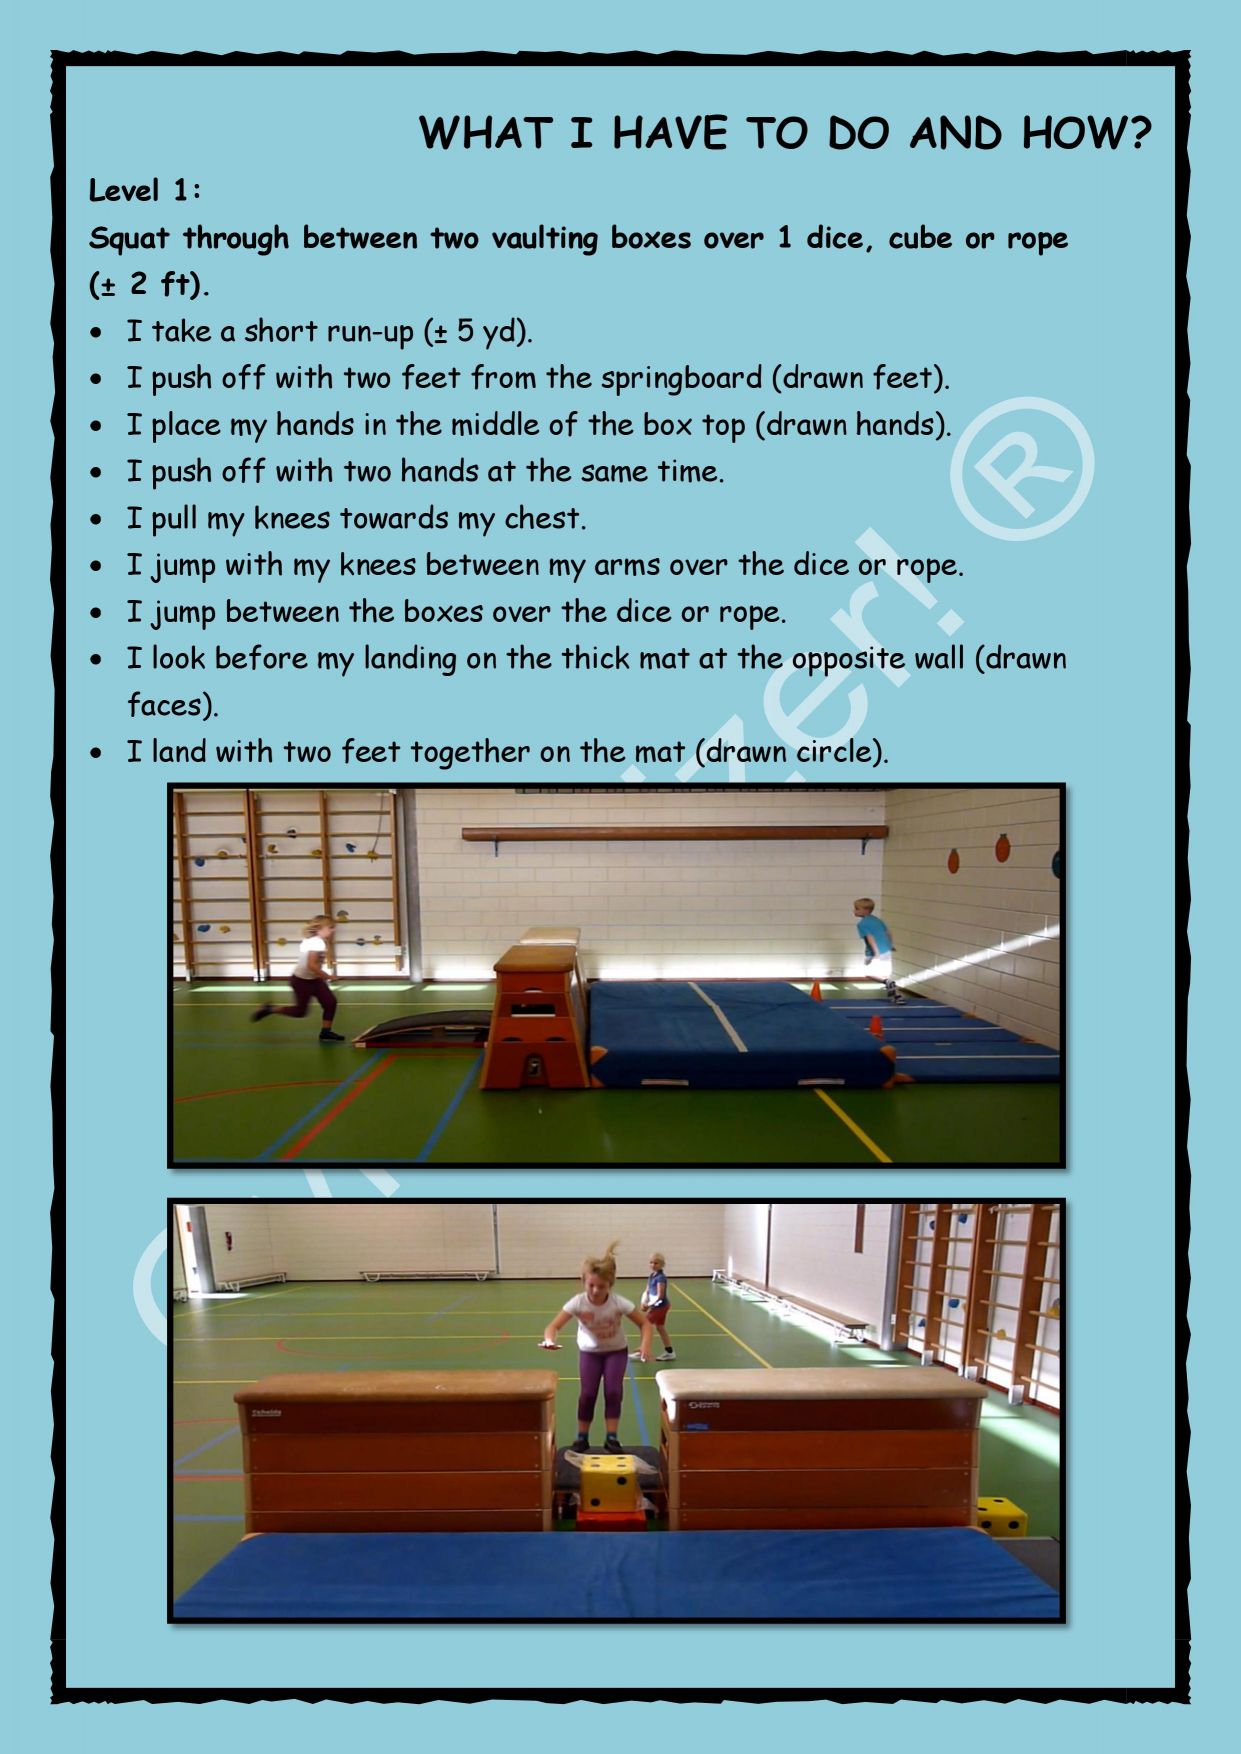 WHAT I HAVE TO DO AND HOW?
Level 1:
Squat through between two vaulting boxes over 1 dice, cube or rope
(± 2 ft).
• I take a short run-up (± 5 yd).
• I push off with two feet from the springboard (drawn feet).
• I place my hands in the middle of the box top (drawn hands).
• I push off with two hands at the same time.
• I pull my knees towards my chest.
• I jump with my knees between my arms over the dice or rope.
• I jump between the boxes over the dice or rope.
• I look before my landing on the thick mat at the opposite wall (drawn
faces).
• I land with two feet together on the mat (drawn circle).